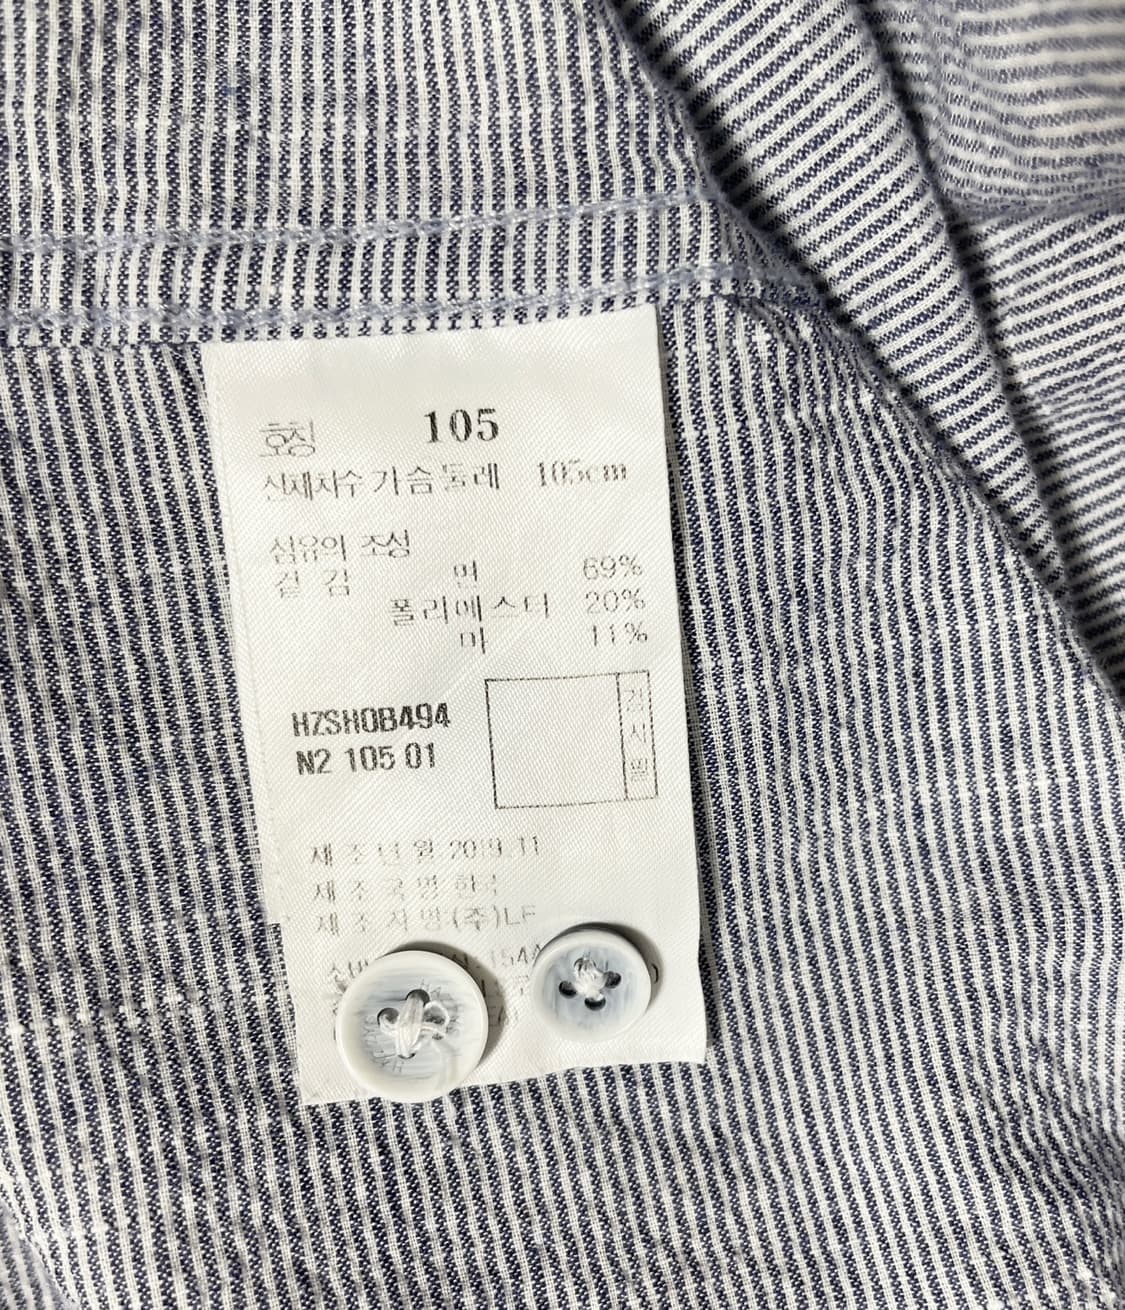 호칭 105
신체치수 가슴둘레 105cm
섬유의 조성
겉감 면 69%
폴리에스터 20%
마 11%
HZSH0B494
N2 105 01
검사필
제조년월 2019.11
제조국명 한국
제조자명 (주)LF
154